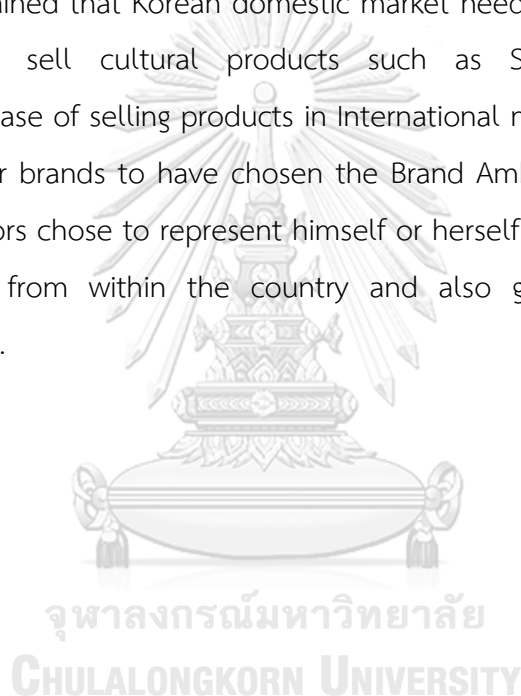 ined that Korean domestic market need
sell cultural products such as S
ase of selling products in International
r brands to have chosen the Brand Am
ors chose to represent himself or herself
from within the country and also g
.
จุฬาลงกรณ์มหาวิทยาลัย
CHULALONGKORN UNIVERSITY